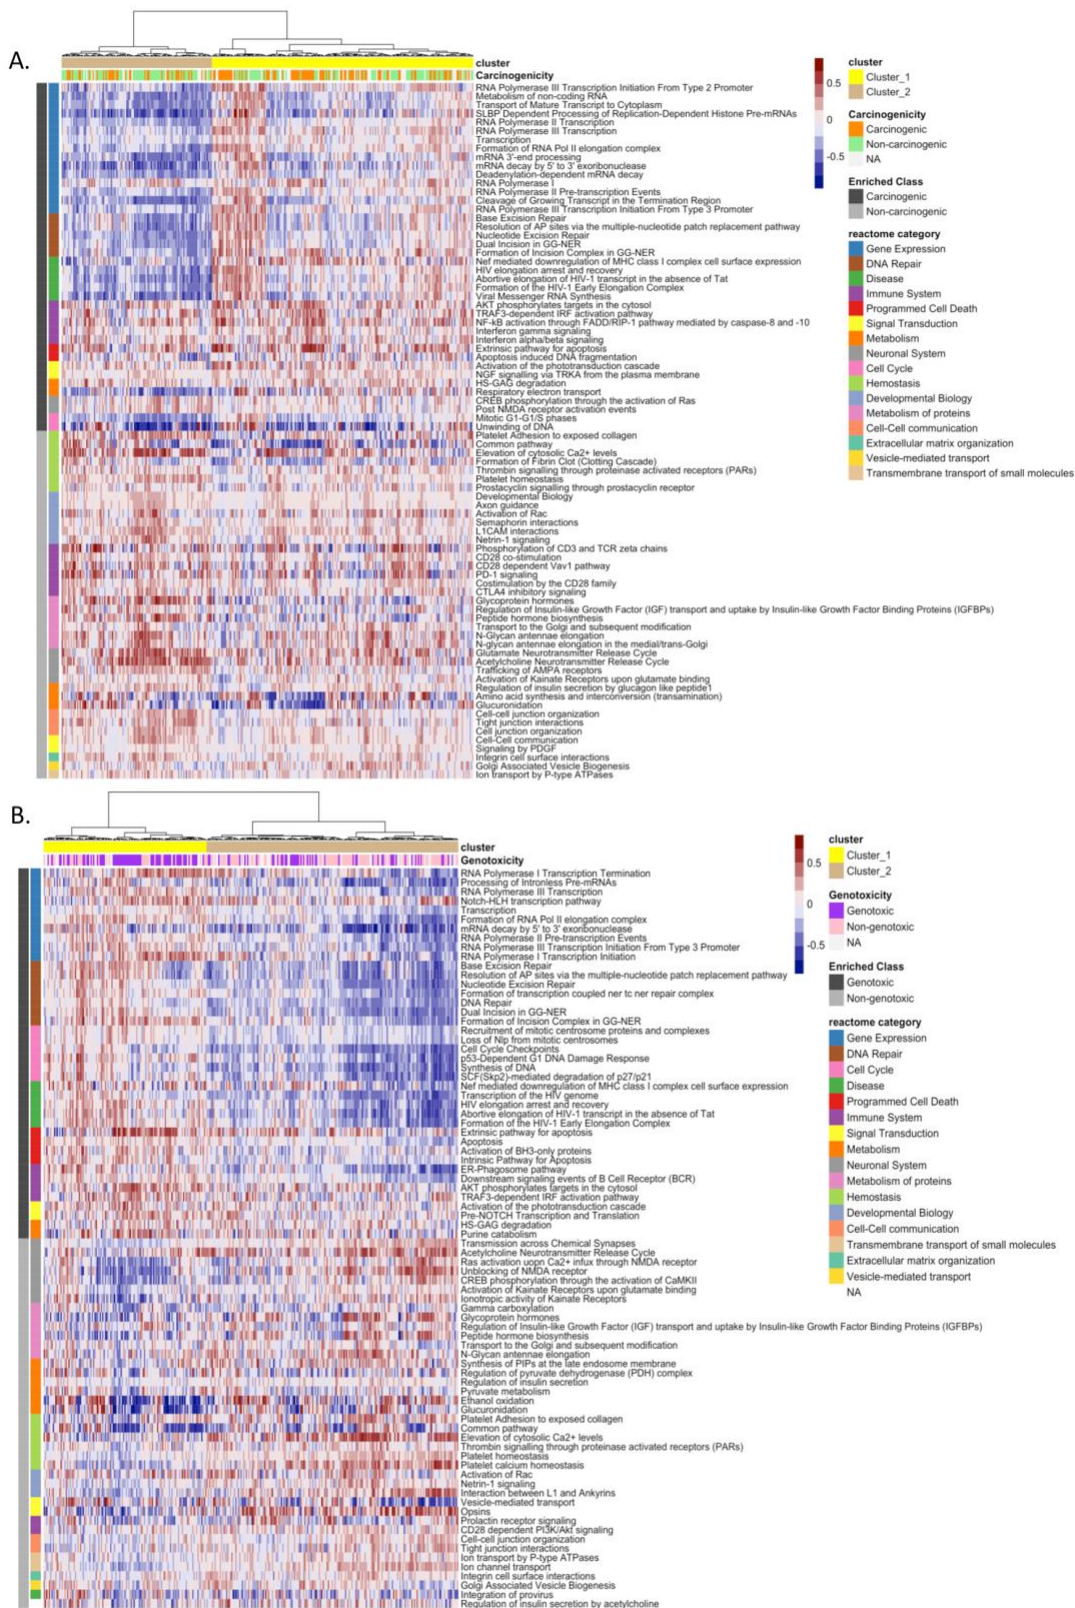 A.
cluster
Carcinogenicity
RNA Polymerase III Transcription Initiation From Type 2 Promoter
Metabolism of non-coding RNA
Transport of Mature Transcript to Cytoplasm
SLBP Dependent Processing of Replication-Dependent Histone Pre-mRNAs
RNA Polymerase II Transcription
RNA Polymerase III Transcription
Transcription
Formation of RNA Pol II elongation complex
mRNA 3'-end processing
mRNA decay by 5' to 3' exoribonuclease
Deadenylation-dependent mRNA decay
RNA Polymerase I
RNA Polymerase II Pre-transcription Events
Cleavage of Growing Transcript in the Termination Region
RNA Polymerase III Transcription Initiation From Type 3 Promoter
Base Excision Repair
Resolution of AP sites via the multiple-nucleotide patch replacement pathway
Nucleotide Excision Repair
Dual Incision in GG-NER
Formation of Incision Complex in GG-NER
Nef mediated downregulation of MHC class I complex cell surface expression
HIV elongation arrest and recovery
Abortive elongation of HIV-1 transcript in the absence of Tat
Formation of the HIV-1 Early Elongation Complex
Viral Messenger RNA Synthesis
AKT phosphorylates targets in the cytosol
TRAF3-dependent IRF activation pathway
NF-kB activation through FADD/RIP-1 pathway mediated by caspase-8 and -10
Interferon gamma signaling
Interferon alpha/beta signaling
Extrinsic pathway for apoptosis
Apoptosis induced DNA fragmentation
Activation of the phototransduction cascade
NGF signalling via TRKA from the plasma membrane
HS-GAG degradation
Respiratory electron transport
CREB phosphorylation through the activation of Ras
Post NMDA receptor activation events
Mitotic G1-G1/S phases
Unwinding of DNA
Platelet Adhesion to exposed collagen
Common pathway
Elevation of cytosolic Ca2+ levels
Formation of Fibrin Clot (Clotting Cascade)
Thrombin signalling through proteinase activated receptors (PARs)
Platelet homeostasis
Prostacyclin signalling through prostacyclin receptor
Developmental Biology
Axon guidance
Activation of Rac
Semaphorin interactions
L1CAM interactions
Netrin-1 signaling
Phosphorylation of CD3 and TCR zeta chains
CD28 co-stimulation
CD28 dependent Vav1 pathway
PD-1 signaling
Costimulation by the CD28 family
CTLA4 inhibitory signaling
Glycoprotein hormones
Regulation of Insulin-like Growth Factor (IGF) transport and uptake by Insulin-like Growth Factor Binding Proteins (IGFBPs)
Peptide hormone biosynthesis
Transport to the Golgi and subsequent modification
N-Glycan antennae elongation
N-glycan antennae elongation in the medial/trans-Golgi
Glutamate Neurotransmitter Release Cycle
Acetylcholine Neurotransmitter Release Cycle
Trafficking of AMPA receptors
Activation of Kainate Receptors upon glutamate binding
Regulation of insulin secretion by glucagon like peptide1
Amino acid synthesis and interconversion (transamination)
Glucuronidation
Cell-cell junction organization
Tight junction interactions
Cell junction organization
Cell-Cell communication
Signaling by PDGF
Integrin cell surface interactions
Golgi Associated Vesicle Biogenesis
Ion transport by P-type ATPases
0.5
0
-0.5
cluster
Cluster_1
Cluster_2
Carcinogenicity
Carcinogenic
Non-carcinogenic
NA
Enriched Class
Carcinogenic
Non-carcinogenic
reactome category
Gene Expression
DNA Repair
Disease
Immune System
Programmed Cell Death
Signal Transduction
Metabolism
Neuronal System
Cell Cycle
Hemostasis
Developmental Biology
Metabolism of proteins
Cell-Cell communication
Extracellular matrix organization
Vesicle-mediated transport
Transmembrane transport of small molecules
B.
cluster
Genotoxicity
RNA Polymerase I Transcription Termination
Processing of Intronless Pre-mRNAs
RNA Polymerase III Transcription
Notch-HLH transcription pathway
Transcription
Formation of RNA Pol II elongation complex
mRNA decay by 5' to 3' exoribonuclease
RNA Polymerase II Pre-transcription Events
RNA Polymerase III Transcription Initiation From Type 3 Promoter
RNA Polymerase I Transcription Initiation
Base Excision Repair
Resolution of AP sites via the multiple-nucleotide patch replacement pathway
Nucleotide Excision Repair
Formation of transcription coupled ner tc ner repair complex
DNA Repair
Dual Incision in GG-NER
Formation of Incision Complex in GG-NER
Recruitment of mitotic centrosome proteins and complexes
Loss of Nlp from mitotic centrosomes
Cell Cycle Checkpoints
p53-Dependent G1 DNA Damage Response
Synthesis of DNA
SCF(Skp2)-mediated degradation of p27/p21
Nef mediated downregulation of MHC class I complex cell surface expression
Transcription of the HIV genome
HIV elongation arrest and recovery
Abortive elongation of HIV-1 transcript in the absence of Tat
Formation of the HIV-1 Early Elongation Complex
Extrinsic pathway for apoptosis
Apoptosis
Activation of BH3-only proteins
Intrinsic Pathway for Apoptosis
ER-Phagosome pathway
Downstream signaling events of B Cell Receptor (BCR)
AKT phosphorylates targets in the cytosol
TRAF3-dependent IRF activation pathway
Activation of the phototransduction cascade
Pre-NOTCH Transcription and Translation
HS-GAG degradation
Purine catabolism
Transmission across Chemical Synapses
Acetylcholine Neurotransmitter Release Cycle
Ras activation uopn Ca2+ infux through NMDA receptor
Unblocking of NMDA receptor
CREB phosphorylation through the activation of CaMKII
Activation of Kainate Receptors upon glutamate binding
Ionotropic activity of Kainate Receptors
Gamma carboxylation
Glycoprotein hormones
Regulation of Insulin-like Growth Factor (IGF) transport and uptake by Insulin-like Growth Factor Binding Proteins (IGFBPs)
Peptide hormone biosynthesis
Transport to the Golgi and subsequent modification
N-Glycan antennae elongation
Synthesis of PIPs at the late endosome membrane
Regulation of pyruvate dehydrogenase (PDH) complex
Regulation of insulin secretion
Pyruvate metabolism
Ethanol oxidation
Glucuronidation
Platelet Adhesion to exposed collagen
Common pathway
Elevation of cytosolic Ca2+ levels
Thrombin signalling through proteinase activated receptors (PARs)
Platelet homeostasis
Platelet calcium homeostasis
Activation of Rac
Netrin-1 signaling
Interaction between L1 and Ankyrins
Vesicle-mediated transport
Opsins
Prolactin receptor signaling
CD28 dependent PI3K/Akt signaling
Cell-cell junction organization
Tight junction interactions
Ion transport by P-type ATPases
Ion channel transport
Integrin cell surface interactions
Golgi Associated Vesicle Biogenesis
Integration of provirus
Regulation of insulin secretion by acetylcholine
0.5
0
-0.5
cluster
Cluster_1
Cluster_2
Genotoxicity
Genotoxic
Non-genotoxic
NA
Enriched Class
Genotoxic
Non-genotoxic
reactome category
Gene Expression
DNA Repair
Cell Cycle
Disease
Programmed Cell Death
Immune System
Signal Transduction
Metabolism
Neuronal System
Metabolism of proteins
Hemostasis
Developmental Biology
Cell-Cell communication
Transmembrane transport of small molecules
Extracellular matrix organization
Vesicle-mediated transport
NA